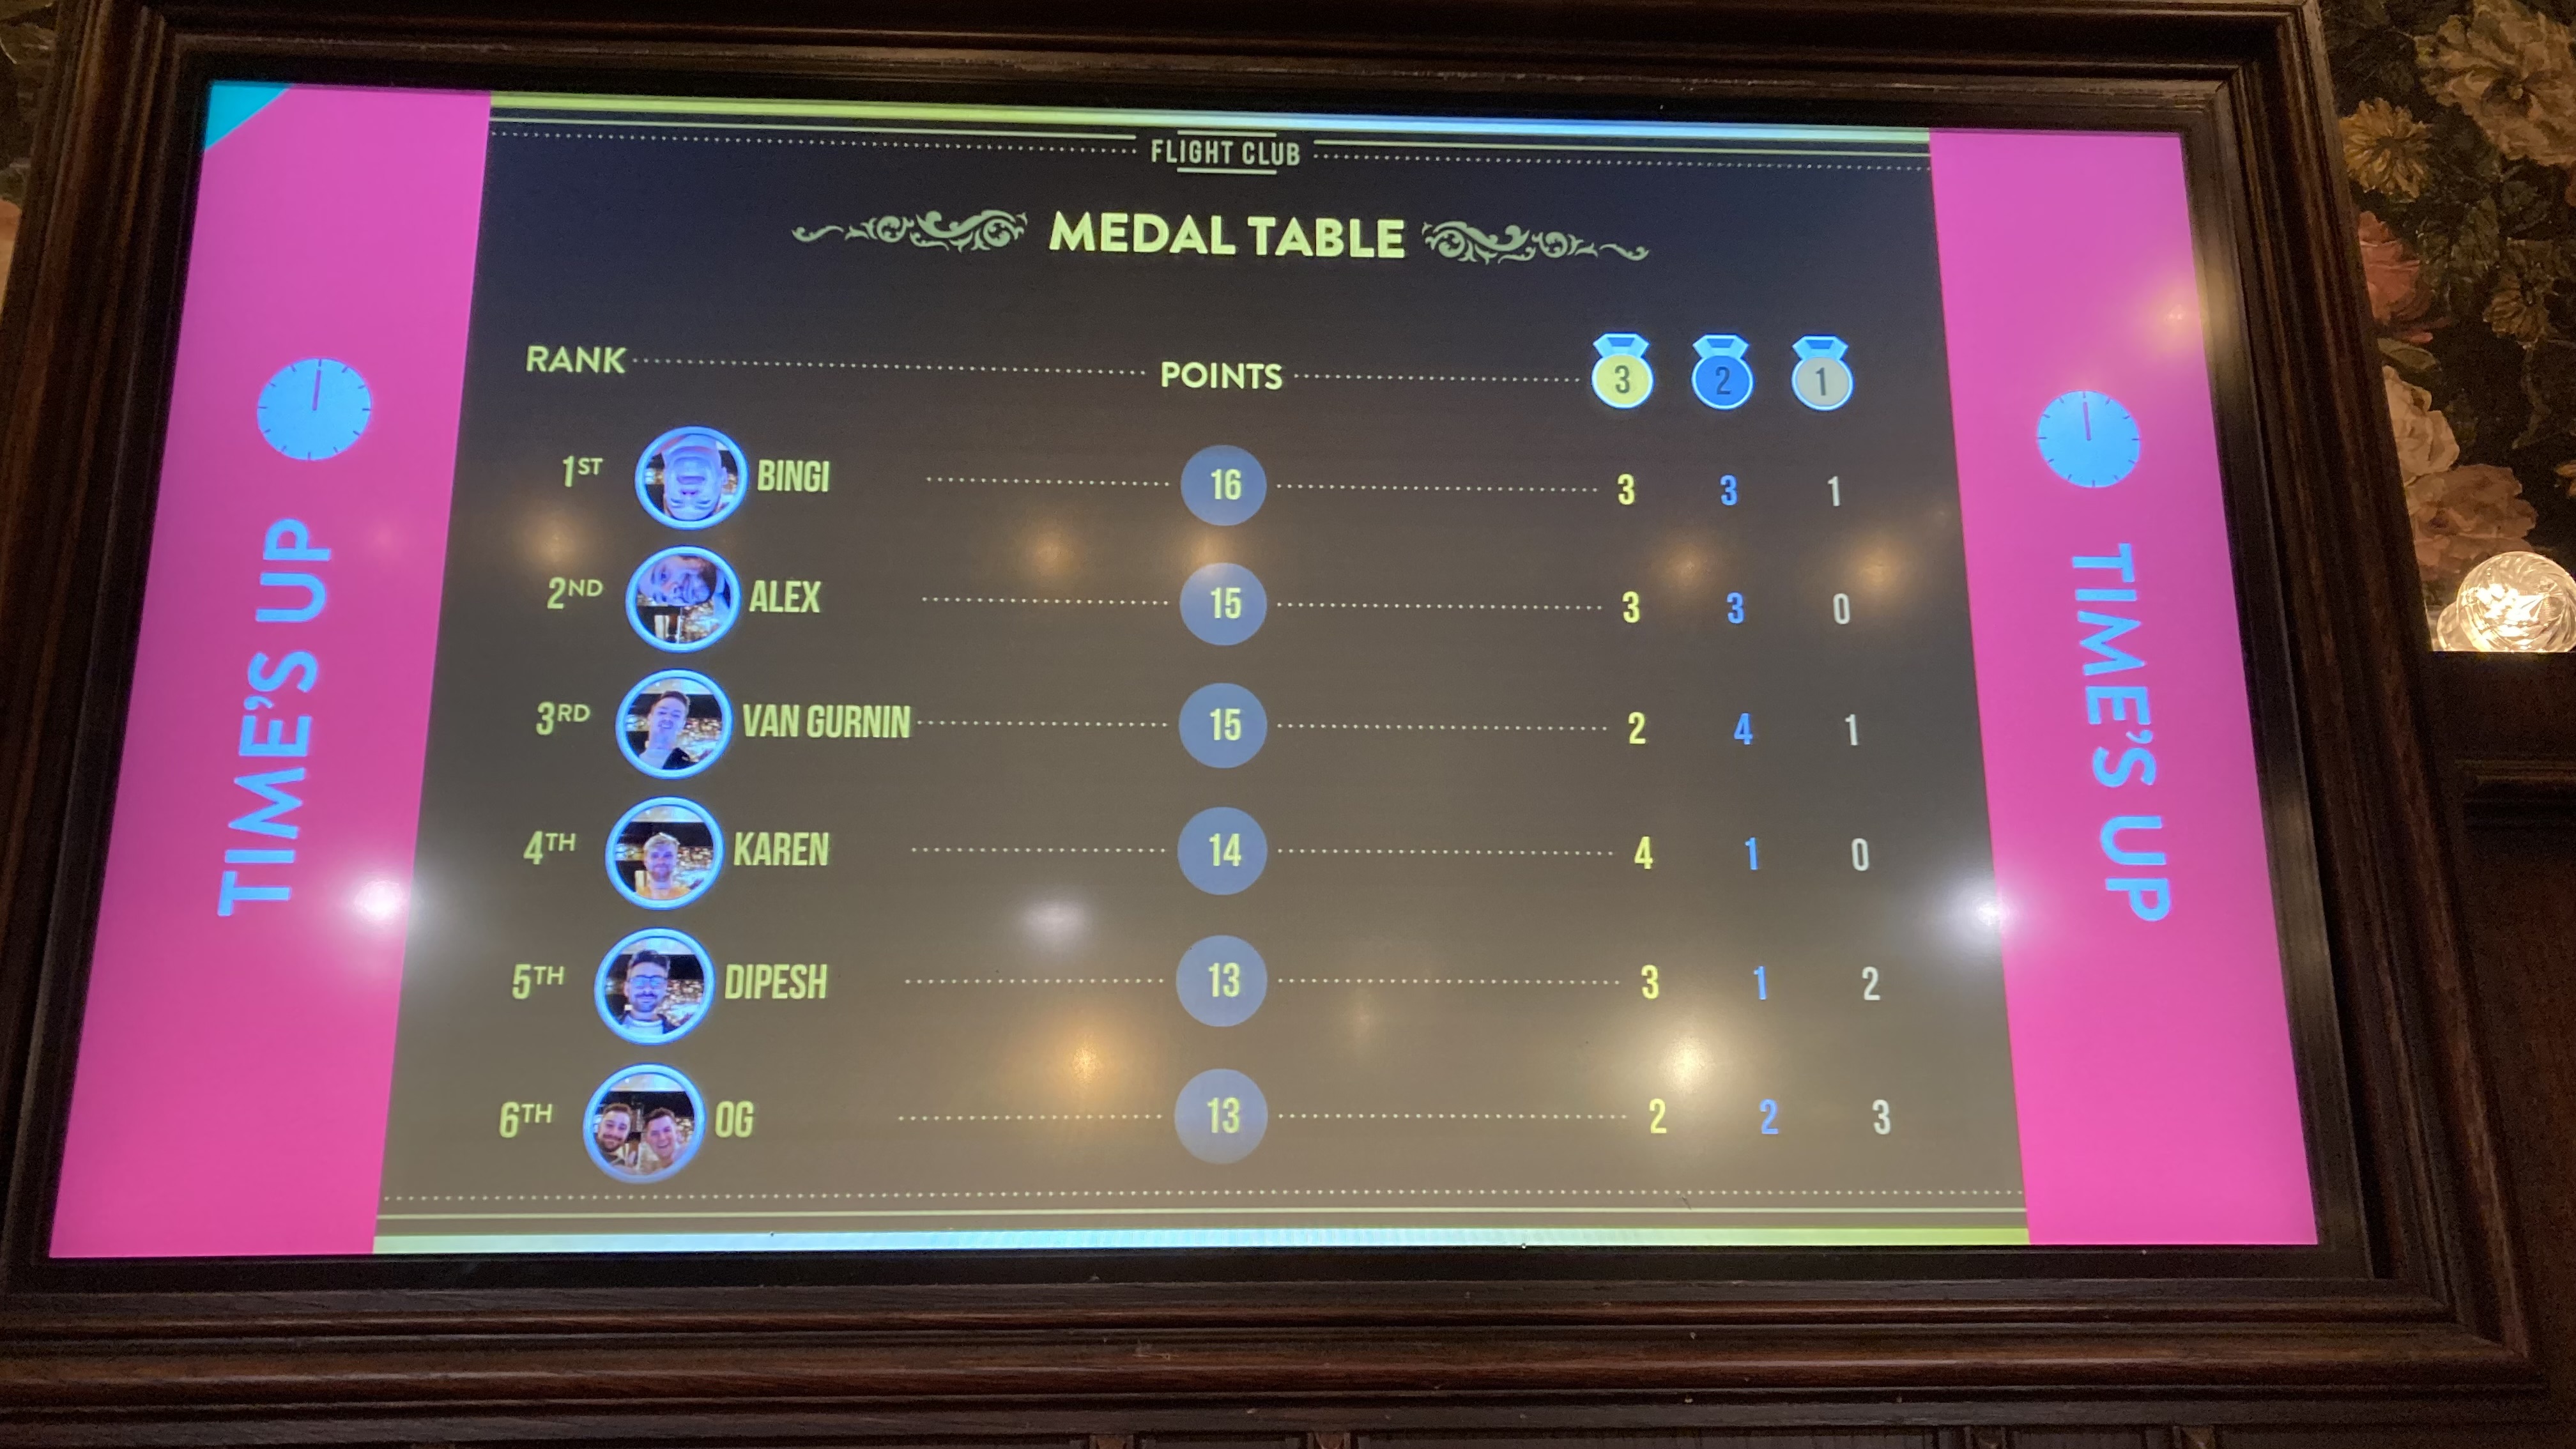 FLIGHT CLUB
MEDAL TABLE
RANK POINTS 3 2 1
1ST BINGI 16 3 3 1
2ND ALEX 15 3 3 0
3RD VAN GURNIN 15 2 4 1
4TH KAREN 14 4 1 0
5TH DIPESH 13 3 1 2
6TH OG 13 2 2 3
TIME'S UP
TIME'S UP